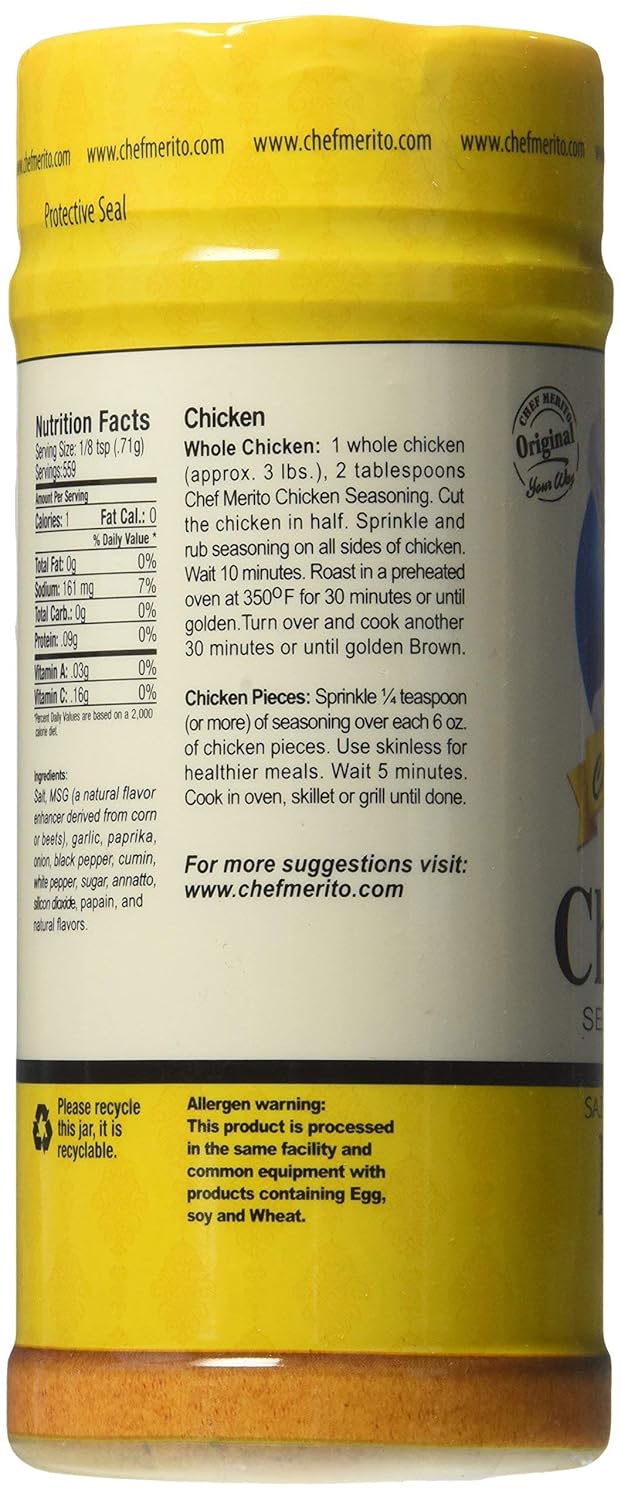 www.chefmerito.com www.chefmerito.com www.chefmerito.com
Protective Seal
Nutrition Facts
Serving Size: 1/8 tsp (.71g)
Servings:559
Amount Per Serving
Calories: 1 Fat Cal.: 0
% Daily Value *
Total Fat: 0g 0%
Sodium: 161 mg 7%
Total Carb.: 0g 0%
Protein: .09g 0%
Vitamin A: .03g 0%
Vitamin C: .16g 0%
*Percent Daily Values are based on a 2,000
calorie diet.
Ingredients:
Salt, MSG (a natural flavor
enhancer derived from corn
or beets), garlic, paprika,
onion, black pepper, cumin,
white pepper, sugar, annatto,
silicon dioxide, papain, and
natural flavors.
Chicken
Whole Chicken: 1 whole chicken
(approx. 3 lbs.), 2 tablespoons
Chef Merito Chicken Seasoning. Cut
the chicken in half. Sprinkle and
rub seasoning on all sides of chicken.
Wait 10 minutes. Roast in a preheated
oven at 350ºF for 30 minutes or until
golden.Turn over and cook another
30 minutes or until golden Brown.
Chicken Pieces: Sprinkle ¼ teaspoon
(or more) of seasoning over each 6 oz.
of chicken pieces. Use skinless for
healthier meals. Wait 5 minutes.
Cook in oven, skillet or grill until done.
For more suggestions visit:
www.chefmerito.com
CHEF MERITO
Original
Your Way
Please recycle
this jar, it is
recyclable.
Allergen warning:
This product is processed
in the same facility and
common equipment with
products containing Egg,
soy and Wheat.